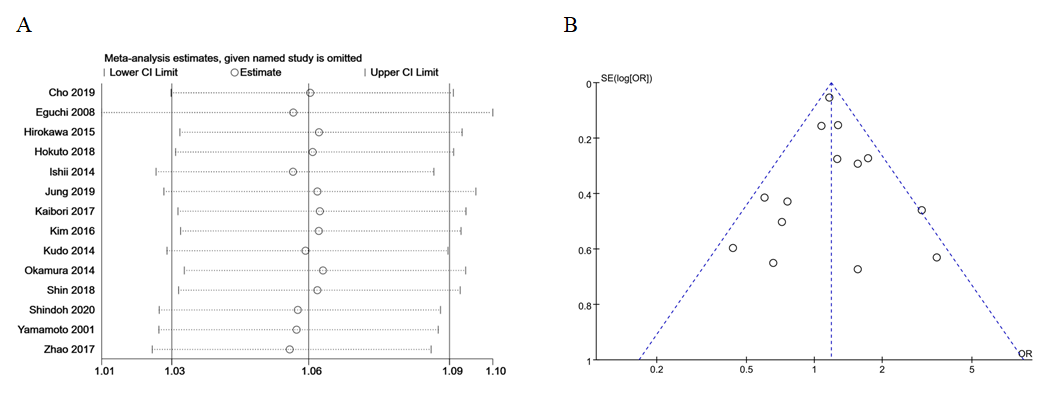 A
B
Meta-analysis estimates, given named study is omitted
Lower CI Limit Estimate Upper CI Limit
Cho 2019
Eguchi 2008
Hirokawa 2015
Hokuto 2018
Ishii 2014
Jung 2019
Kaibori 2017
Kim 2016
Kudo 2014
Okamura 2014
Shin 2018
Shindoh 2020
Yamamoto 2001
Zhao 2017
1.01 1.03 1.06 1.09 1.10
SE(log[OR])
0
0.2
0.4
0.6
0.8
1
OR
0.2 0.5 1 2 5